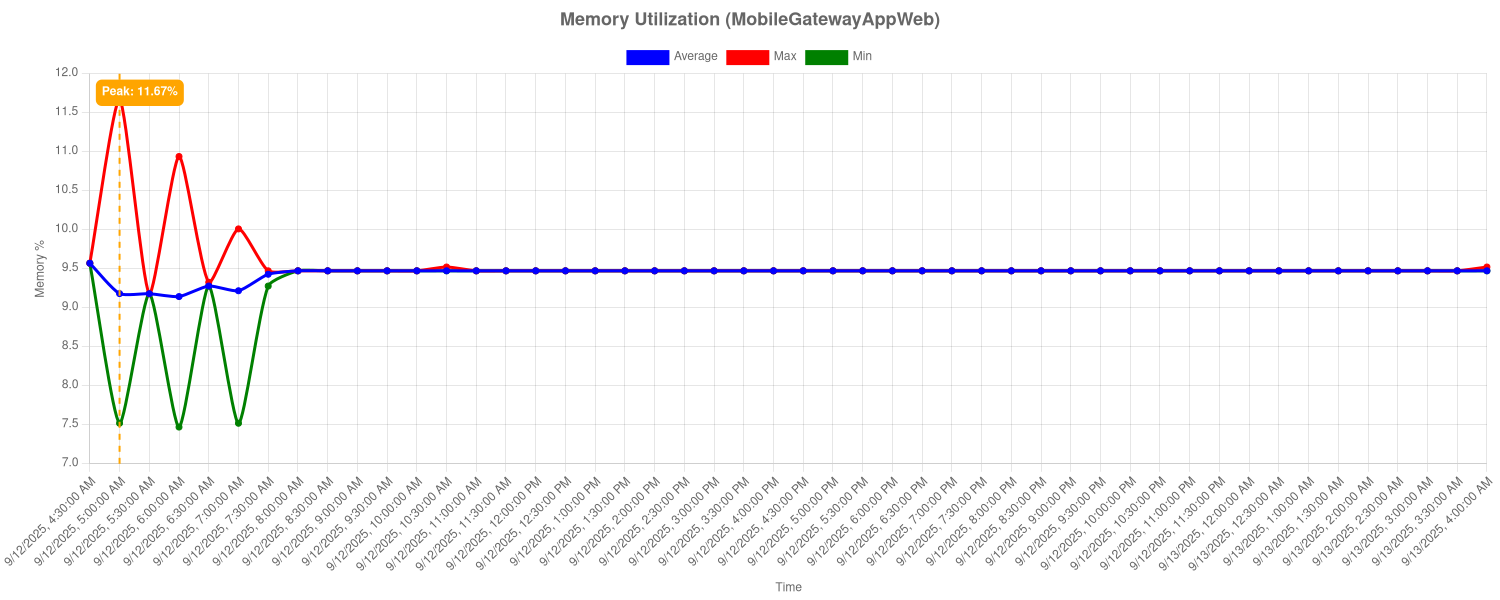 Memory Utilization (MobileGatewayAppWeb)
Average Max Min
12.0
Peak: 11.67%
11.5
11.0
10.5
10.0
9.5
9.0
8.5
8.0
7.5
7.0
Memory %
9/12/2025, 4:30:00 AM
9/12/2025, 5:00:00 AM
9/12/2025, 5:30:00 AM
9/12/2025, 6:00:00 AM
9/12/2025, 6:30:00 AM
9/12/2025, 7:00:00 AM
9/12/2025, 7:30:00 AM
9/12/2025, 8:00:00 AM
9/12/2025, 8:30:00 AM
9/12/2025, 9:00:00 AM
9/12/2025, 9:30:00 AM
9/12/2025, 10:00:00 AM
9/12/2025, 10:30:00 AM
9/12/2025, 11:00:00 AM
9/12/2025, 11:30:00 AM
9/12/2025, 12:00:00 PM
9/12/2025, 12:30:00 PM
9/12/2025, 1:00:00 PM
9/12/2025, 1:30:00 PM
9/12/2025, 2:00:00 PM
9/12/2025, 2:30:00 PM
9/12/2025, 3:00:00 PM
9/12/2025, 3:30:00 PM
9/12/2025, 4:00:00 PM
9/12/2025, 4:30:00 PM
9/12/2025, 5:00:00 PM
9/12/2025, 5:30:00 PM
9/12/2025, 6:00:00 PM
9/12/2025, 6:30:00 PM
9/12/2025, 7:00:00 PM
9/12/2025, 7:30:00 PM
9/12/2025, 8:00:00 PM
9/12/2025, 8:30:00 PM
9/12/2025, 9:00:00 PM
9/12/2025, 9:30:00 PM
9/12/2025, 10:00:00 PM
9/12/2025, 10:30:00 PM
9/12/2025, 11:00:00 PM
9/12/2025, 11:30:00 PM
9/13/2025, 12:00:00 AM
9/13/2025, 12:30:00 AM
9/13/2025, 1:00:00 AM
9/13/2025, 1:30:00 AM
9/13/2025, 2:00:00 AM
9/13/2025, 2:30:00 AM
9/13/2025, 3:00:00 AM
9/13/2025, 3:30:00 AM
9/13/2025, 4:00:00 AM
Time